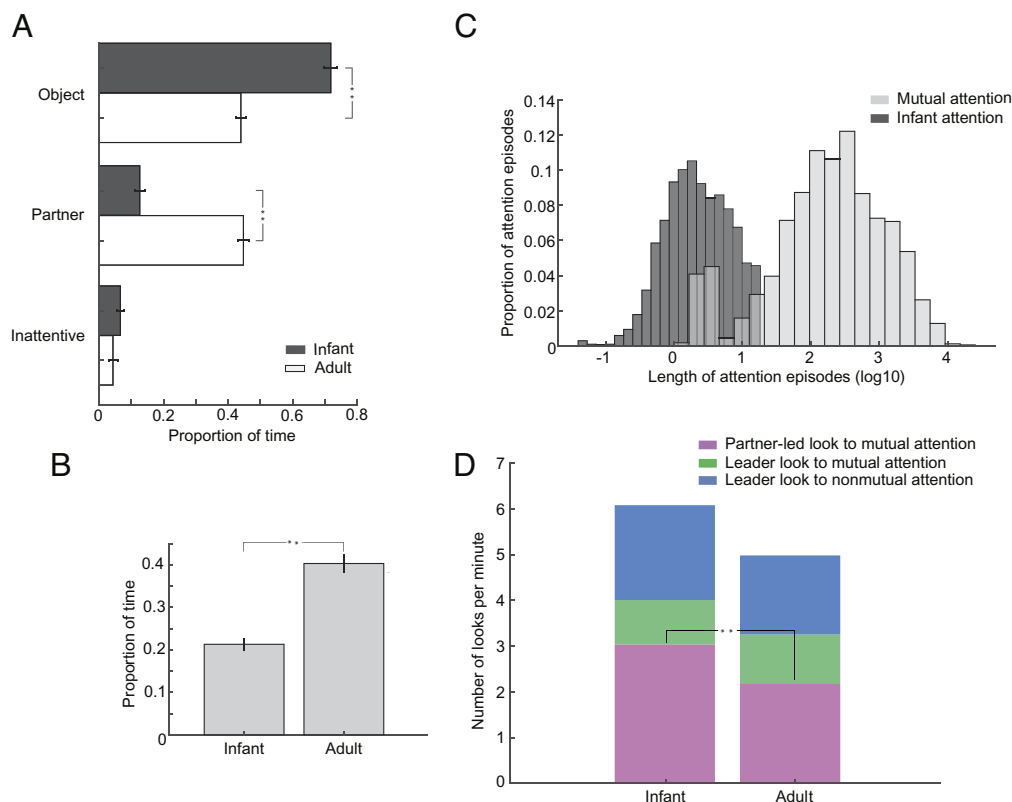 A
Object
Partner
Inattentive
* *
* *
Infant
Adult
0
0.2
0.4
0.6
0.8
Proportion of time
B
Proportion of time
0.4
0.3
0.2
0.1
0
* *
Infant
Adult
C
Mutual attention
Infant attention
Proportion of attention episodes
0.14
0.12
0.1
0.08
0.06
0.04
0.02
0
-1
0
1
2
3
4
Length of attention episodes (log10)
D
Partner-led look to mutual attention
Leader look to mutual attention
Leader look to nonmutual attention
Number of looks per minute
7
6
5
4
3
2
1
0
* *
Infant
Adult